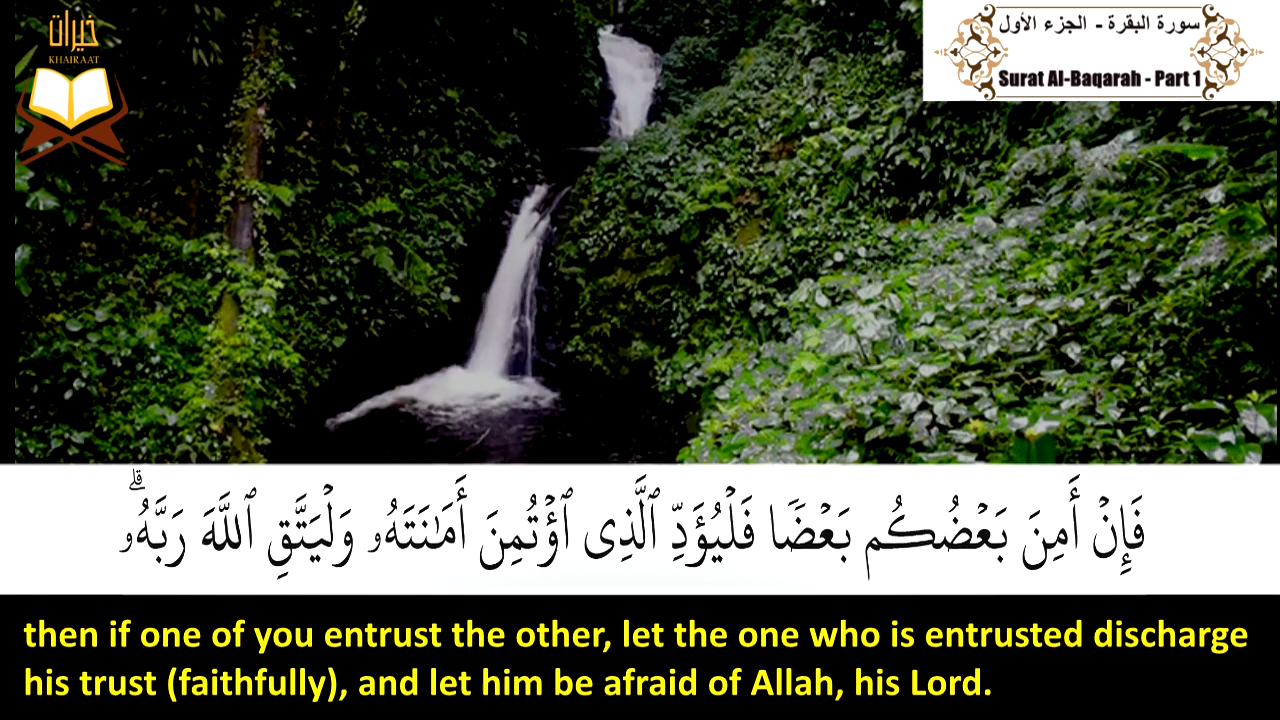 خيرات
KHAIRAAT
سورة البقرة - الجزء الأول
Surat Al-Baqarah - Part 1
فَإِنْ أَمِنَ بَعْضُكُم بَعْضًا فَلْيُؤَدِّ ٱلَّذِى ٱؤْتُمِنَ أَمَـٰنَتَهُۥ وَلْيَتَّقِ ٱللَّهَ رَبَّهُۥ ۗ
then if one of you entrust the other, let the one who is entrusted discharge
his trust (faithfully), and let him be afraid of Allah, his Lord.